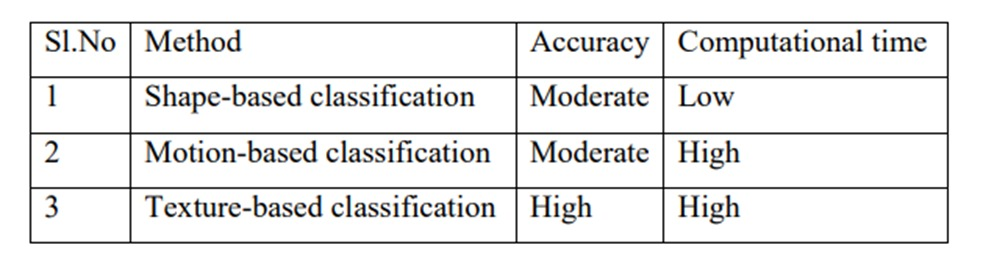 Sl.No Method Accuracy Computational time
1 Shape-based classification Moderate Low
2 Motion-based classification Moderate High
3 Texture-based classification High High